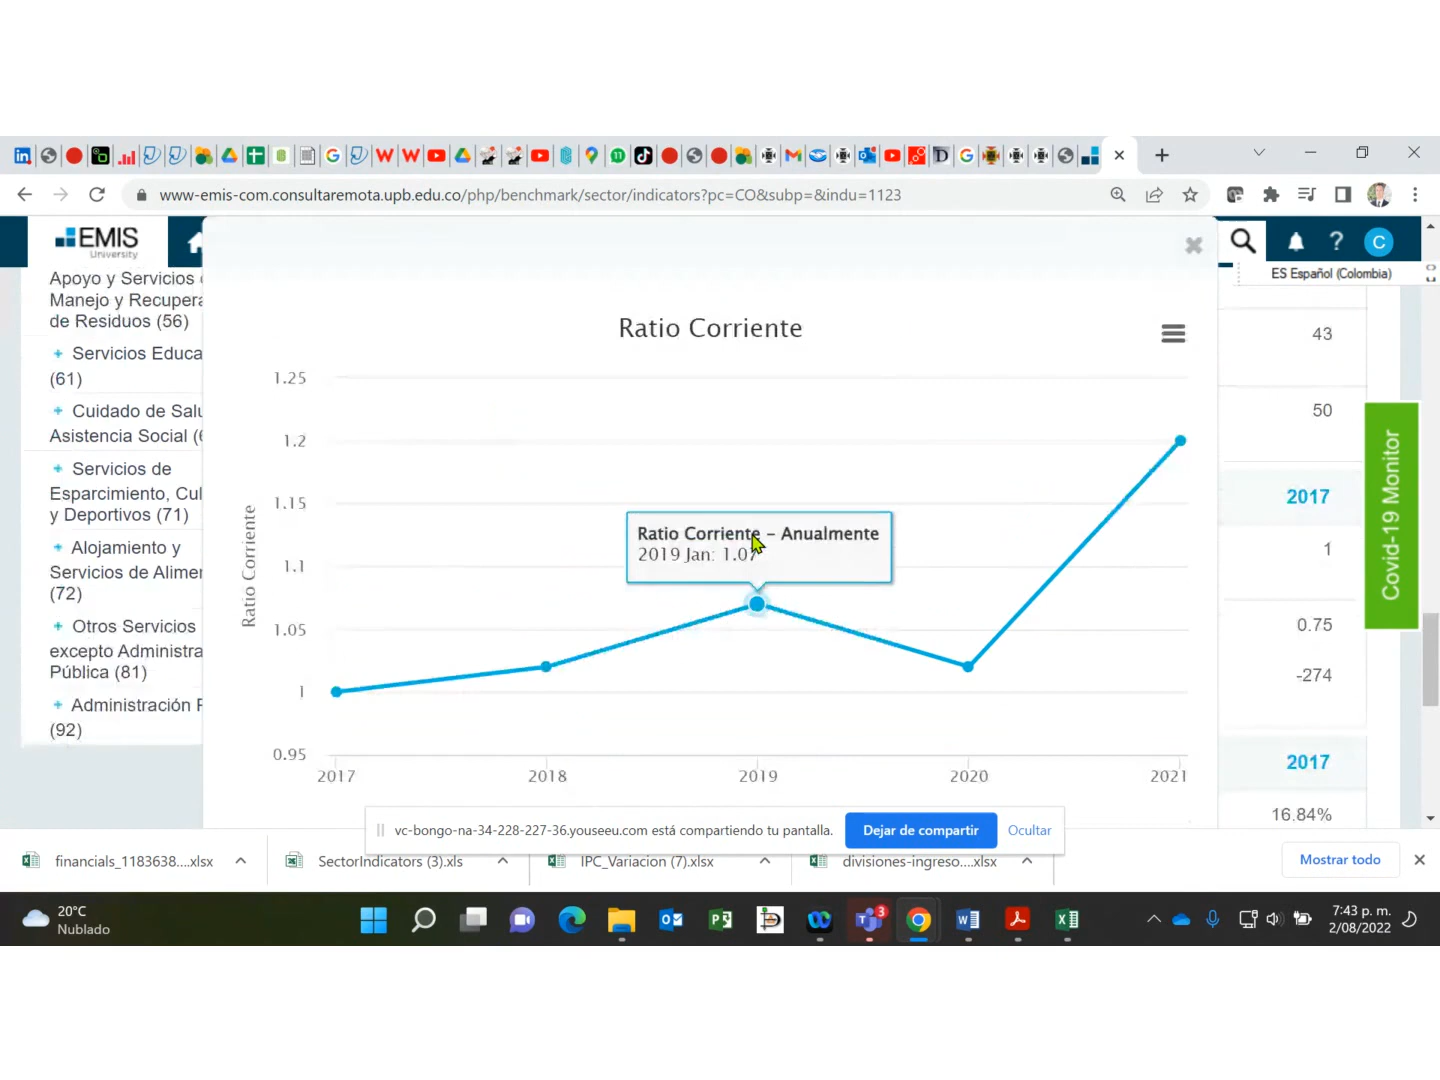 www-emis-com.consultaremota.upb.edu.co/php/benchmark/sector/indicators?pc=CO&subp=&indu=1123
EMIS
University
?
C
ES Español (Colombia)
Apoyo y Servicios
Manejo y Recupera
de Residuos (56)
+ Servicios Educa
(61)
+ Cuidado de Salu
Asistencia Social (
+ Servicios de
Esparcimiento, Cul
y Deportivos (71)
+ Alojamiento y
Servicios de Alimer
(72)
+ Otros Servicios
excepto Administra
Pública (81)
+ Administración
(92)
Ratio Corriente
Ratio Corriente
1.25
1.2
1.15
1.1
1.05
1
0.95
Ratio Corriente - Anualmente
2019 Jan: 1.07
2017
2018
2019
2020
2021
43
50
2017
1
0.75
-274
2017
16.84%
Covid-19 Monitor
vc-bongo-na-34-228-227-36.youseeu.com está compartiendo tu pantalla.
Dejar de compartir
Ocultar
financials_1183638....xlsx
SectorIndicators (3).xls
IPC_Variacion (7).xlsx
divisiones-ingreso....xlsx
Mostrar todo
20°C
Nublado
3
7:43 p. m.
2/08/2022